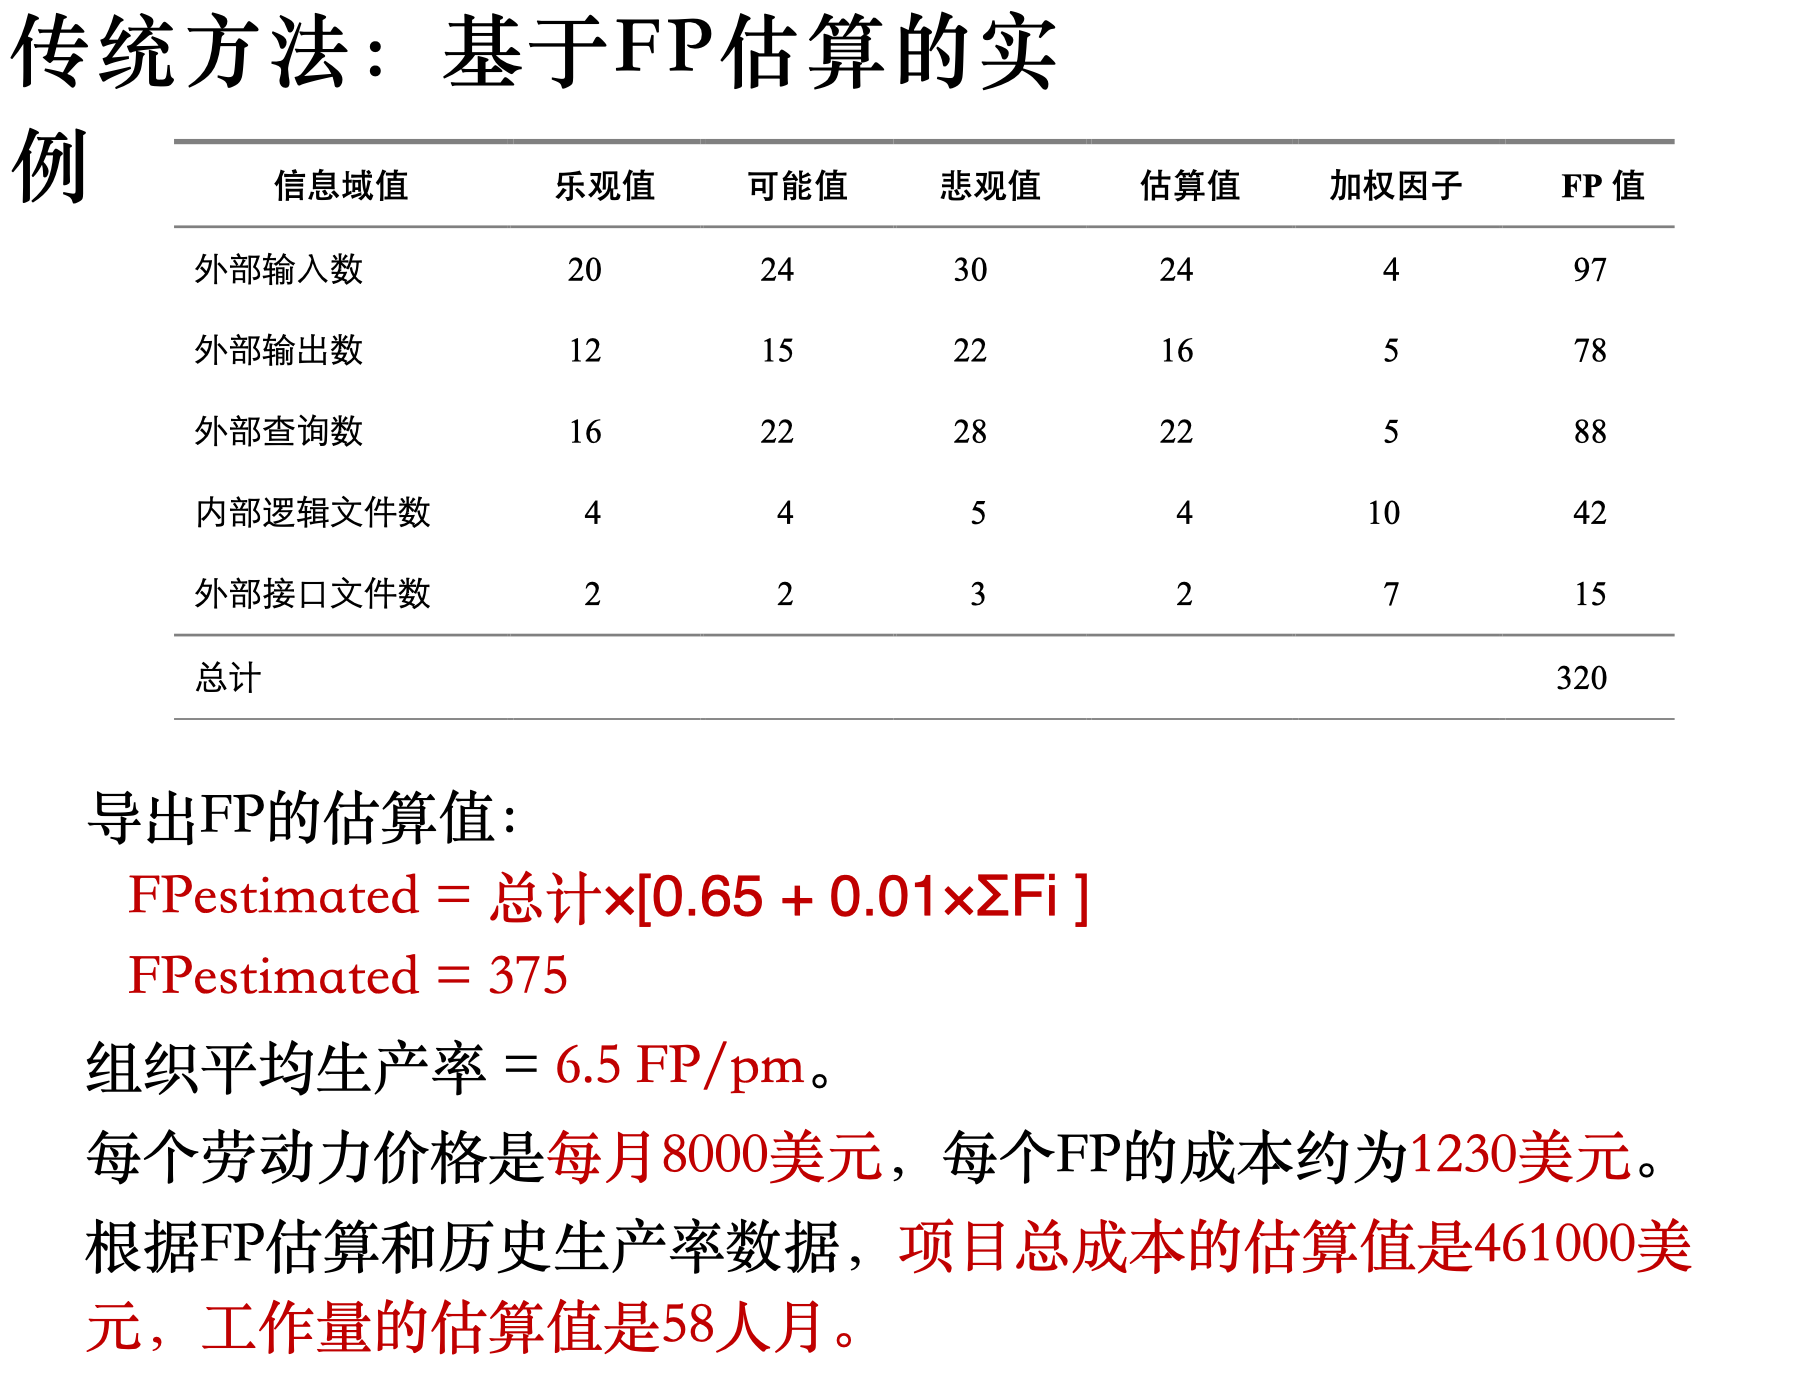 传统方法：基于FP估算的实
例
信息域值 乐观值 可能值 悲观值 估算值 加权因子 FP 值
外部输入数 20 24 30 24 4 97
外部输出数 12 15 22 16 5 78
外部查询数 16 22 28 22 5 88
内部逻辑文件数 4 4 5 4 10 42
外部接口文件数 2 2 3 2 7 15
总计 320
导出FP的估算值：
FPestimated = 总计×[0.65 + 0.01×ΣFi ]
FPestimated = 375
组织平均生产率 = 6.5 FP/pm。
每个劳动力价格是每月8000美元，每个FP的成本约为1230美元。
根据FP估算和历史生产率数据，项目总成本的估算值是461000美
元，工作量的估算值是58人月。